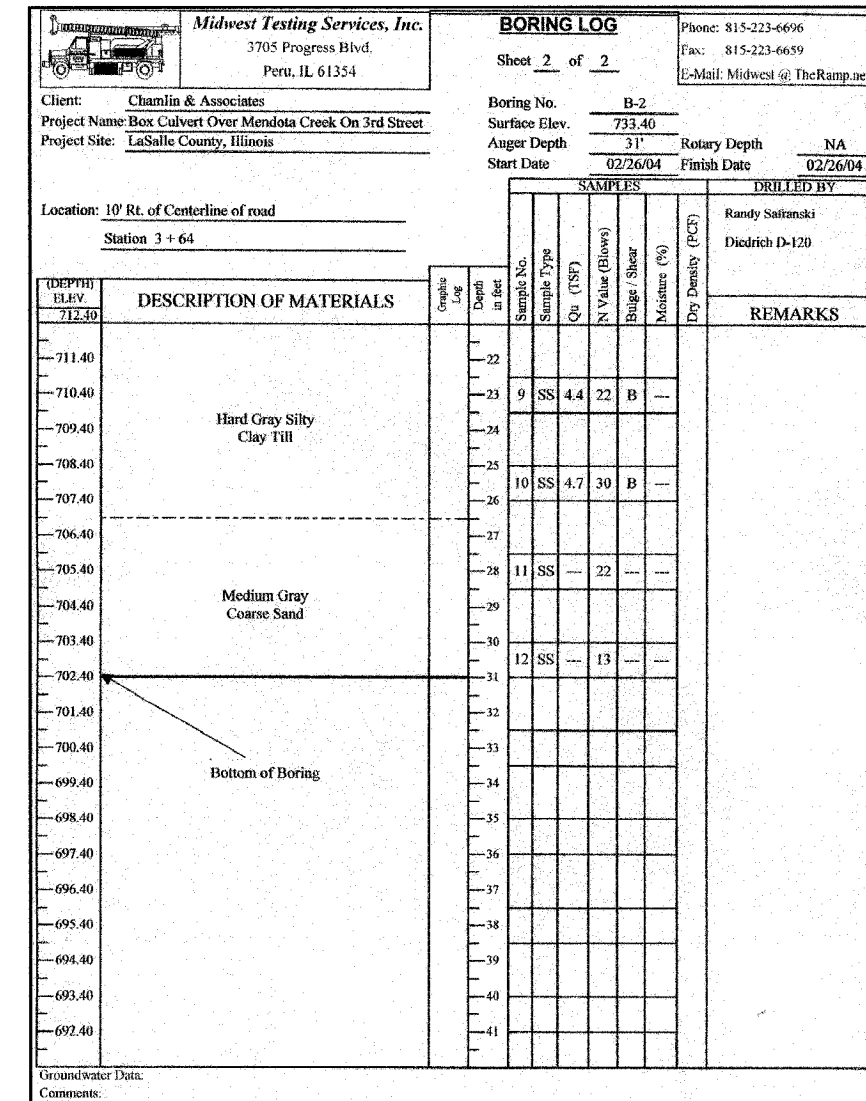 Midwest Testing Services, Inc.
3705 Progress Blvd.
Peru, IL 61354
BORING LOG
Sheet 2 of 2
Phone: 815-223-6696
Fax: 815-223-6659
E-Mail: Midwest @ TheRamp.ne
Client: Chamlin & Associates
Project Name: Box Culvert Over Mendota Creek On 3rd Street
Project Site: LaSalle County, Illinois
Boring No. B-2
Surface Elev. 733.40
Auger Depth 31' Rotary Depth NA
Start Date 02/26/04 Finish Date 02/26/04
Location: 10' Rt. of Centerline of road
Station 3 + 64
SAMPLES
DRILLED BY
Randy Safranski
Diedrich D-120
(DEPTH)
ELEV.
712.40
DESCRIPTION OF MATERIALS
Graphic Log
Depth in feet
Sample No.
Sample Type
Qu (TSF)
N Value (Blows)
Bulge / Shear
Moisture (%)
Dry Density (PCF)
REMARKS
711.40 22
710.40 23 9 SS 4.4 22 B ---
Hard Gray Silty
Clay Till
709.40 24
708.40 25
10 SS 4.7 30 B ---
707.40 26
706.40 27
705.40 28 11 SS --- 22 --- ---
Medium Gray
Coarse Sand
704.40 29
703.40 30
12 SS --- 13 --- ---
702.40 31
701.40 32
700.40 33
Bottom of Boring
699.40 34
698.40 35
697.40 36
696.40 37
695.40 38
694.40 39
693.40 40
692.40 41
Groundwater Data:
Comments: